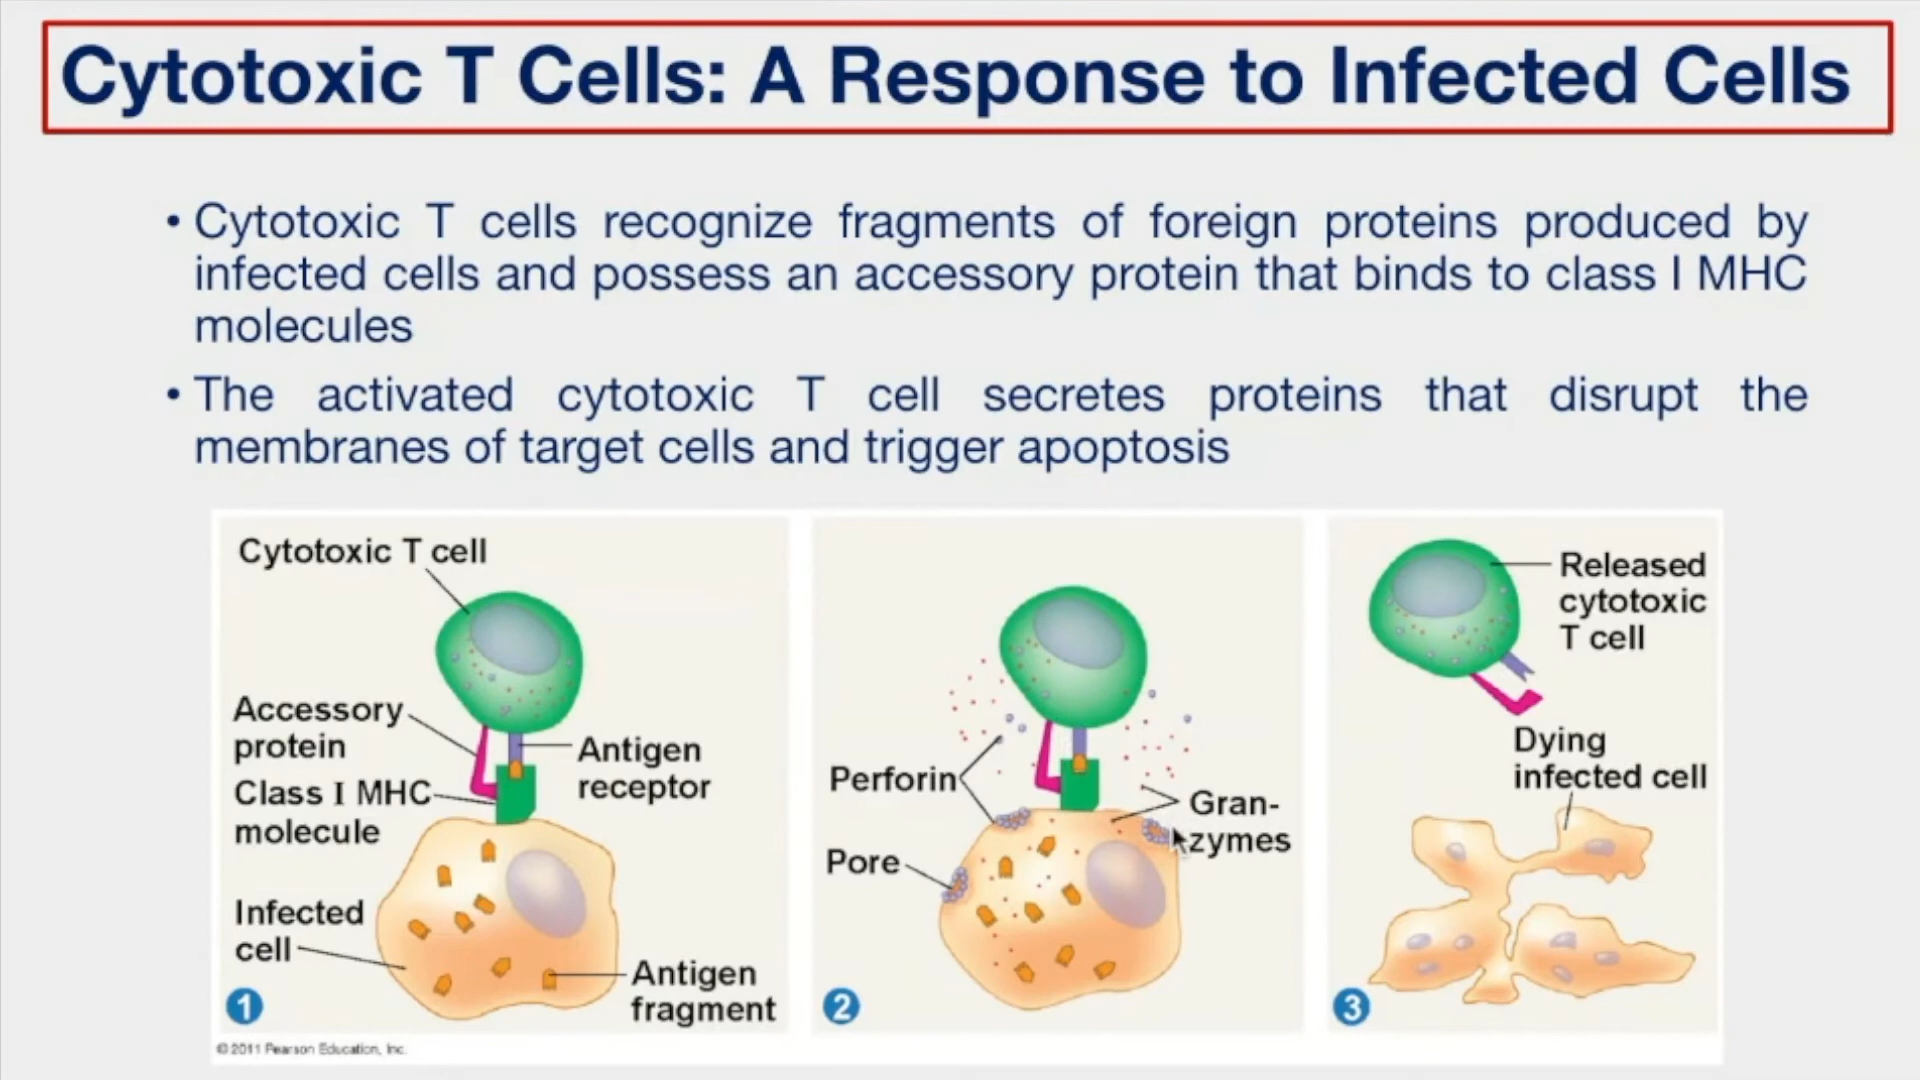 Cytotoxic T Cells: A Response to Infected Cells
• Cytotoxic T cells recognize fragments of foreign proteins produced by
infected cells and possess an accessory protein that binds to class I MHC
molecules
• The activated cytotoxic T cell secretes proteins that disrupt the
membranes of target cells and trigger apoptosis
Cytotoxic T cell
Accessory
protein
Class I MHC
molecule
Antigen
receptor
Infected
cell
Antigen
fragment
1
Perforin
Gran-
zymes
Pore
2
Released
cytotoxic
T cell
Dying
infected cell
3
© 2011 Pearson Education, Inc.